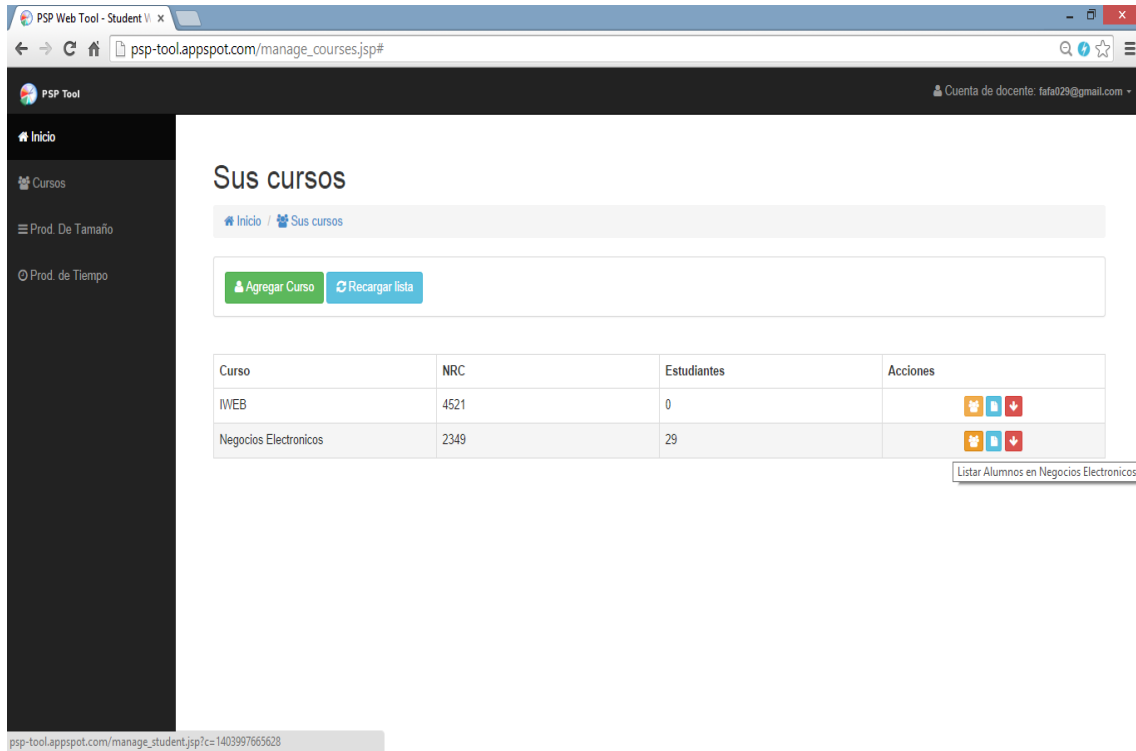 PSP Web Tool - Student W
psp-tool.appspot.com/manage_courses.jsp#
PSP Tool
Cuenta de docente: fafa029@gmail.com
Inicio
Cursos
Prod. De Tamaño
Prod. de Tiempo
Sus cursos
Inicio / Sus cursos
Agregar Curso Recargar lista
Curso NRC Estudiantes Acciones
IWEB 4521 0
Negocios Electronicos 2349 29
Listar Alumnos en Negocios Electronicos
psp-tool.appspot.com/manage_student.jsp?c=1403997665628